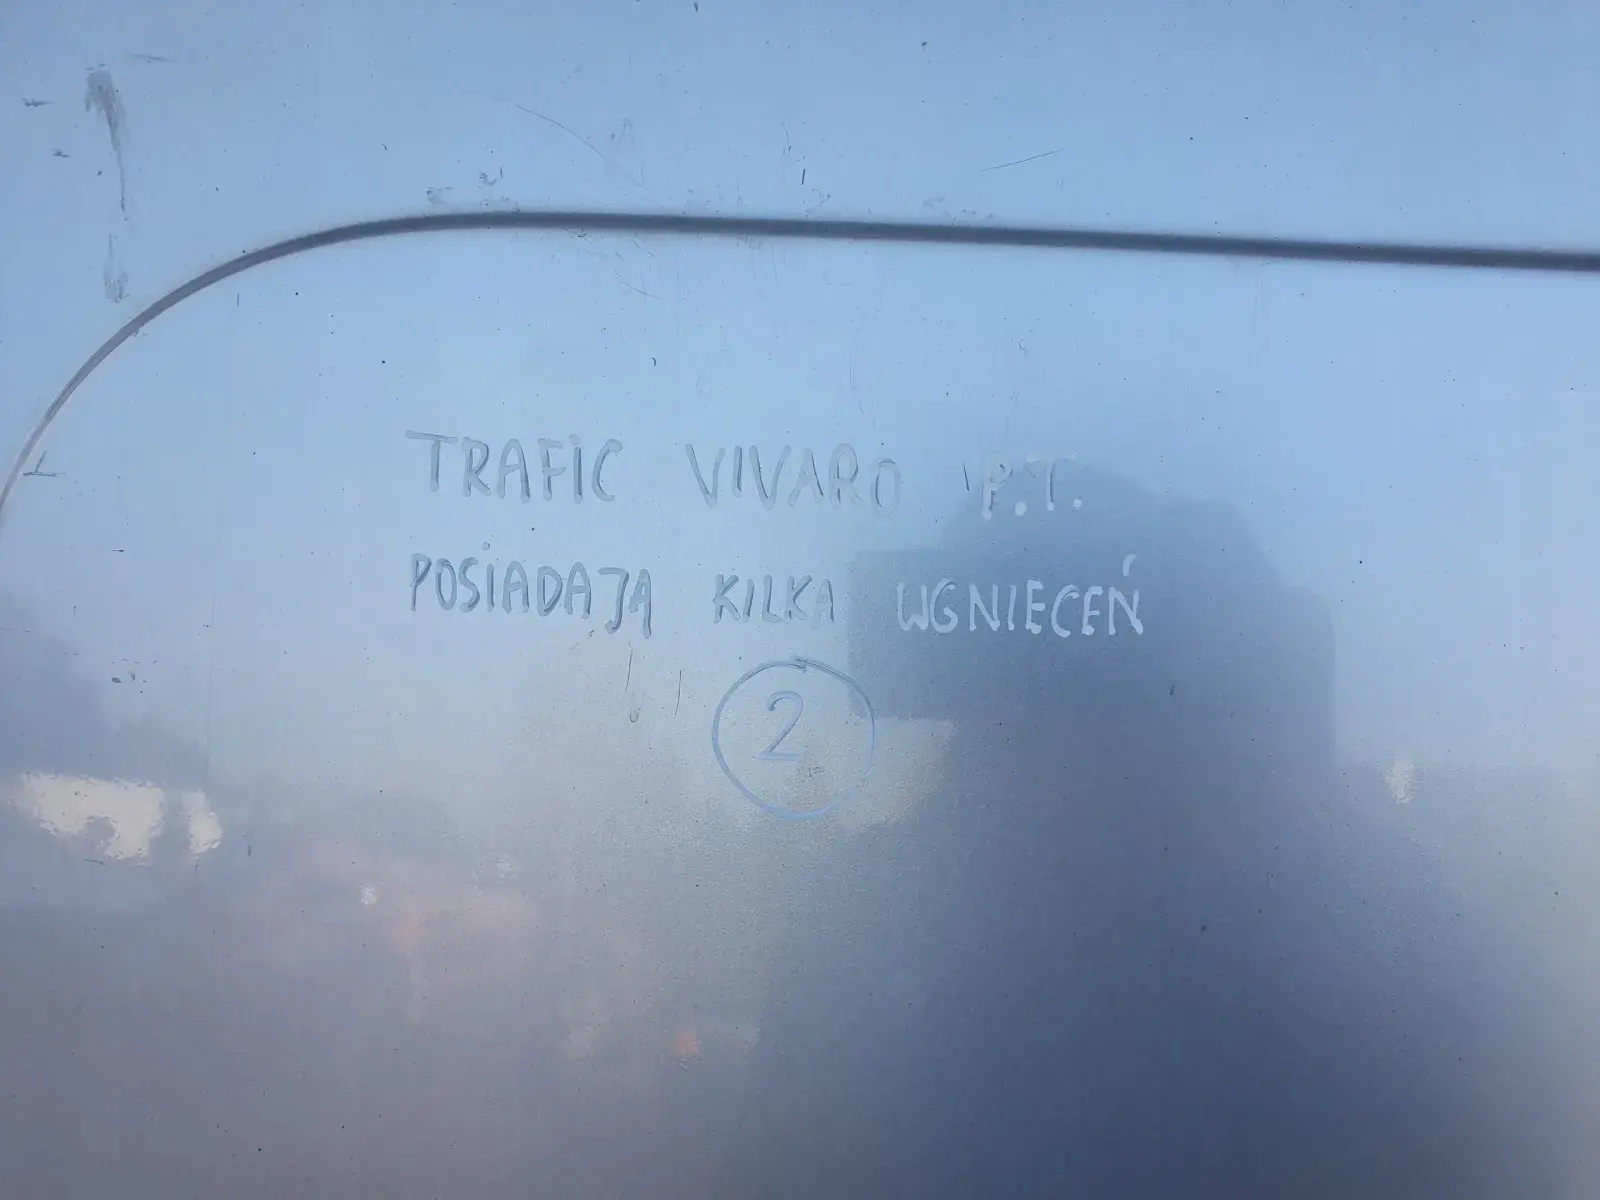 TRAFIC VIVARO P.T.
POSIADAJĄ KILKA WGNIECEŃ
2